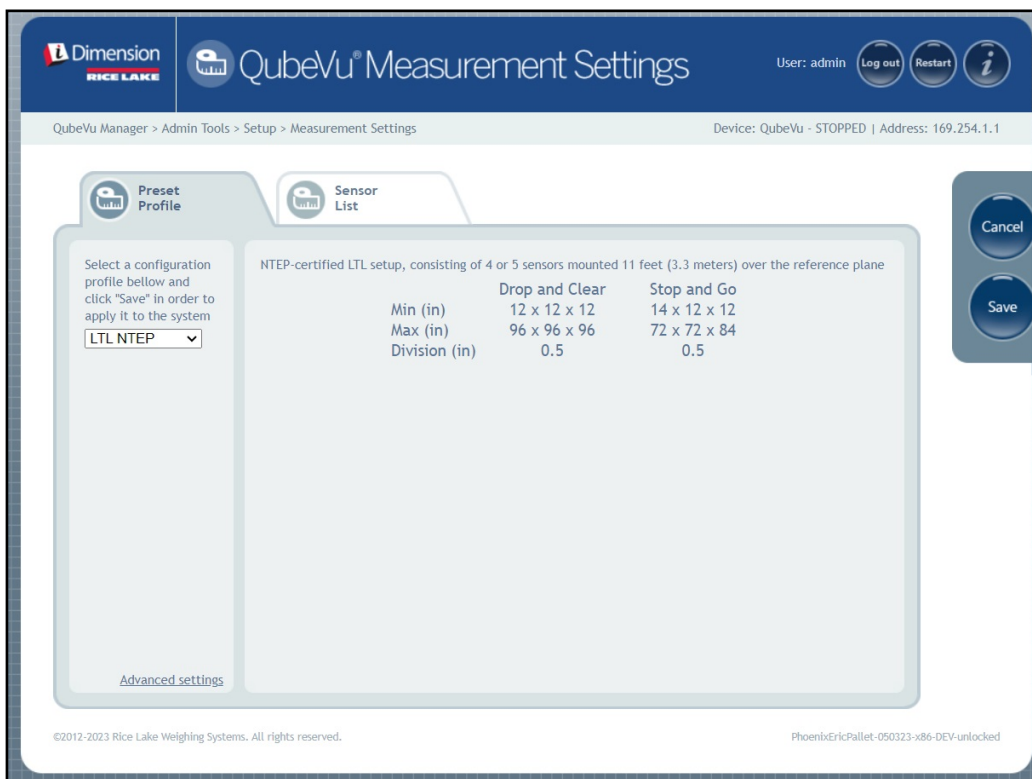 iDimension
RICE LAKE
QubeVu® Measurement Settings
User: admin
Log out
Restart
i
QubeVu Manager > Admin Tools > Setup > Measurement Settings
Device: QubeVu - STOPPED | Address: 169.254.1.1
Preset
Profile
Sensor
List
Cancel
Save
Select a configuration
profile bellow and
click "Save" in order to
apply it to the system
LTL NTEP
Advanced settings
NTEP-certified LTL setup, consisting of 4 or 5 sensors mounted 11 feet (3.3 meters) over the reference plane
Drop and Clear Stop and Go
Min (in) 12 x 12 x 12 14 x 12 x 12
Max (in) 96 x 96 x 96 72 x 72 x 84
Division (in) 0.5 0.5
©2012-2023 Rice Lake Weighing Systems. All rights reserved.
PhoenixEricPallet-050323-x86-DEV-unlocked